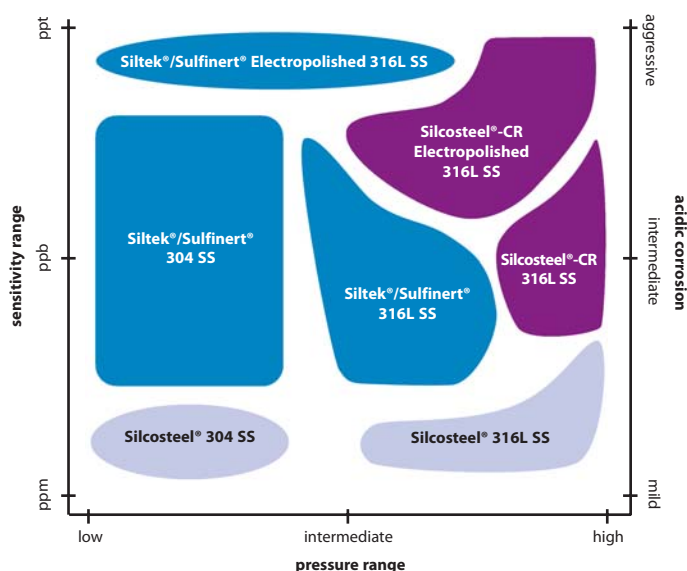 ppt
aggressive
Siltek®/Sulfinert® Electropolished 316L SS
Silcosteel®-CR
Electropolished
316L SS
Siltek®/Sulfinert®
304 SS
sensitivity range
ppb
Silcosteel®-CR
316L SS
intermediate
acidic corrosion
Siltek®/Sulfinert®
316L SS
Silcosteel® 304 SS
Silcosteel® 316L SS
ppm
mild
low
intermediate
high
pressure range